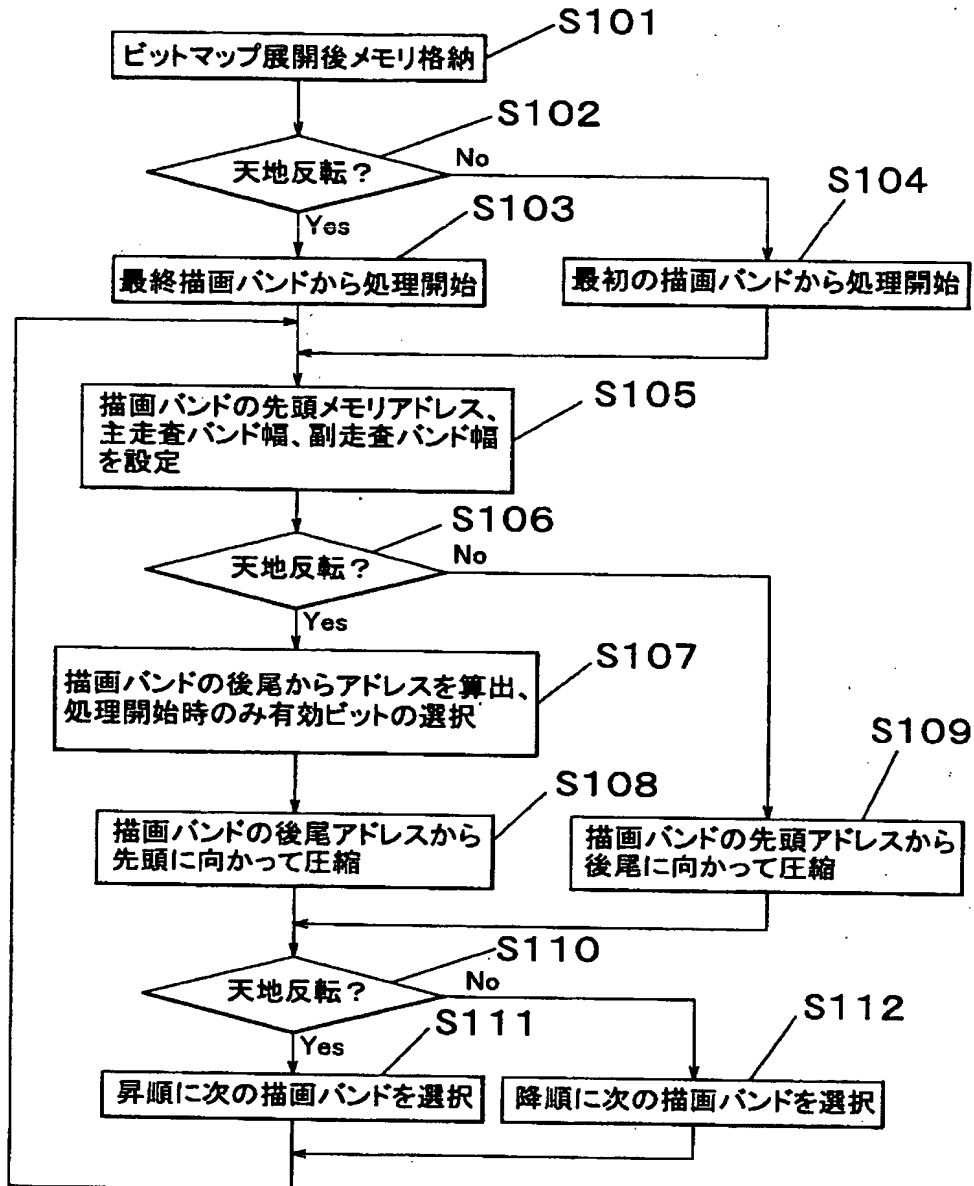 S101
ビットマップ展開後メモリ格納
S102
天地反転？
No
Yes
S103
最終描画バンドから処理開始
S104
最初の描画バンドから処理開始
S105
描画バンドの先頭メモリアドレス、
主走査バンド幅、副走査バンド幅
を設定
S106
天地反転？
No
Yes
S107
描画バンドの後尾からアドレスを算出、
処理開始時のみ有効ビットの選択
S108
描画バンドの後尾アドレスから
先頭に向かって圧縮
S109
描画バンドの先頭アドレスから
後尾に向かって圧縮
S110
天地反転？
No
Yes
S111
昇順に次の描画バンドを選択
S112
降順に次の描画バンドを選択